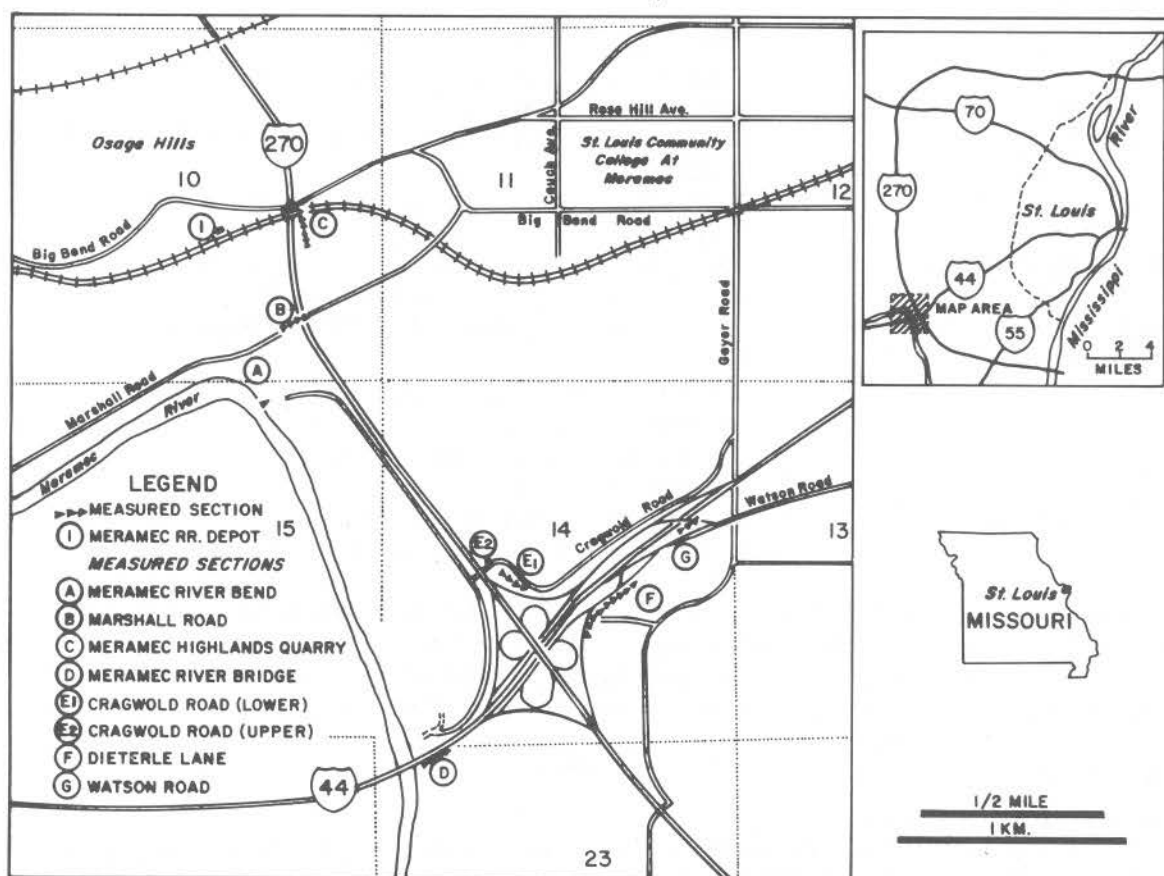 270
Osage Hills
10
Rose Hill Ave.
Couch Ave.
St. Louis Community
College At
Meramec
11
12
Big Bend Road
I
C
Big Bend Road
B
A
Geyer Road
Marshall Road
Meramec River
LEGEND
MEASURED SECTION
I MERAMEC RR. DEPOT
MEASURED SECTIONS
A MERAMEC RIVER BEND
B MARSHALL ROAD
C MERAMEC HIGHLANDS QUARRY
D MERAMEC RIVER BRIDGE
E1 CRAGWOLD ROAD (LOWER)
E2 CRAGWOLD ROAD (UPPER)
F DIETERLE LANE
G WATSON ROAD
15
14
13
Cragwold Road
Watson Road
E2
E1
G
F
D
44
23
70
270
River
St. Louis
44
MAP AREA
55
Mississippi
0 2 4
MILES
St. Louis
MISSOURI
1/2 MILE
1 KM.